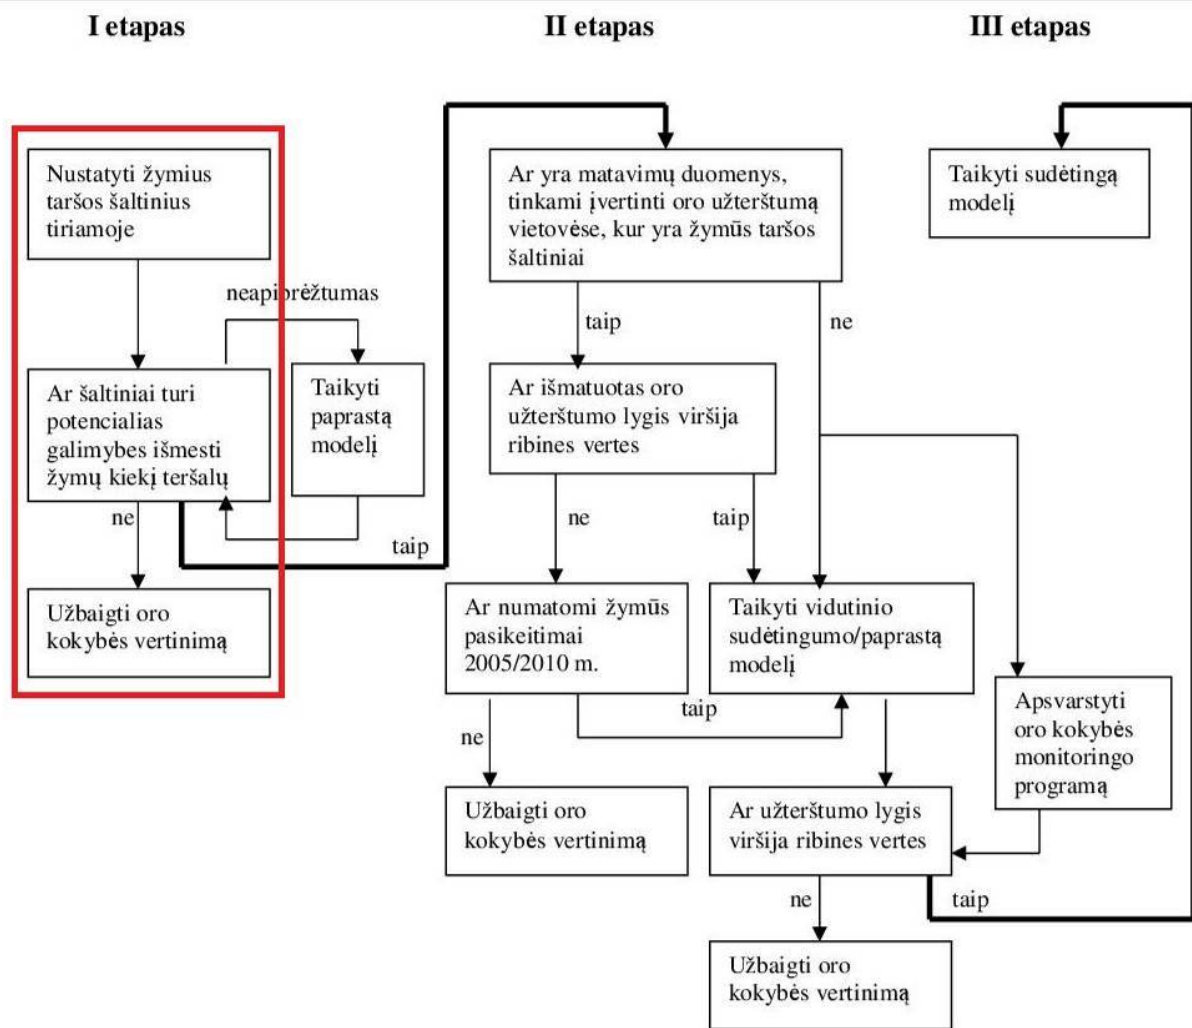 I etapas
II etapas
III etapas
Nustatyti žymius
taršos šaltinius
tiriamoje
neapibrėžtumas
Ar šaltiniai turi
potencialias
galimybes išmesti
žymų kiekį teršalų
Taikyti
paprastą
modelį
ne
taip
Užbaigti oro
kokybės vertinimą
Ar yra matavimų duomenys,
tinkami įvertinti oro užterštumą
vietovėse, kur yra žymūs taršos
šaltiniai
taip
ne
Ar išmatuotas oro
užterštumo lygis viršija
ribines vertes
ne
taip
Ar numatomi žymūs
pasikeitimai
2005/2010 m.
Taikyti vidutinio
sudėtingumo/paprastą
modelį
taip
ne
Apsvarstyti
oro kokybės
monitoringo
programą
Užbaigti oro
kokybės vertinimą
Ar užterštumo lygis
viršija ribines vertes
ne
taip
Užbaigti oro
kokybės vertinimą
Taikyti sudėtingą
modelį